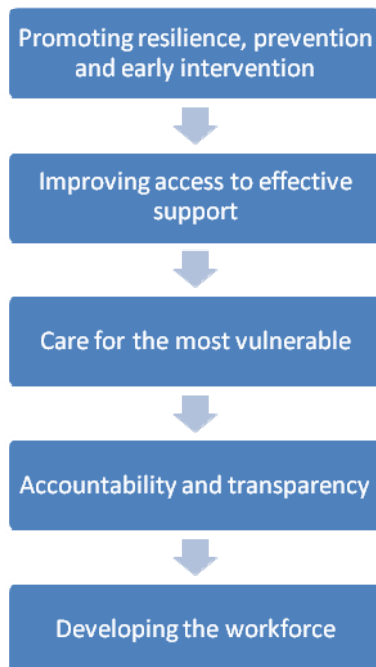 Promoting resilience, prevention
and early intervention
Improving access to effective
support
Care for the most vulnerable
Accountability and transparency
Developing the workforce